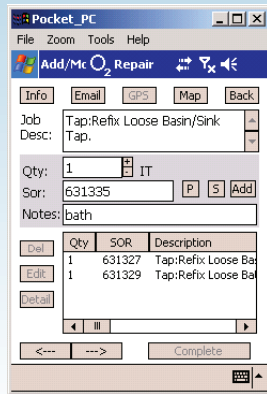 Pocket_PC
File Zoom Tools Help
Add/Mc O2 Repair
Info Email GPS Map Back
Job Desc: Tap:Refix Loose Basin/Sink
Tap.
Qty: 1 IT
Sor: 631335 P S Add
Notes: bath
Del Qty SOR Description
1 631327 Tap:Refix Loose Bas
Edit 1 631329 Tap:Refix Loose Bat
Detail
<--- ---> Complete